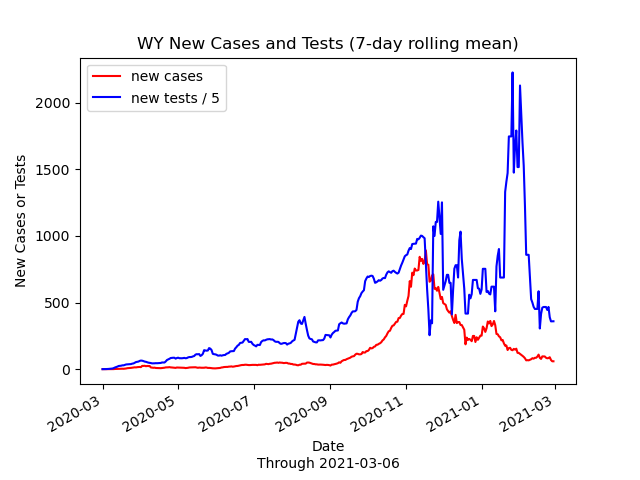 WY New Cases and Tests (7-day rolling mean)
new cases
new tests / 5
New Cases or Tests
2000
1500
1000
500
0
2020-03
2020-05
2020-07
2020-09
2020-11
2021-01
2021-03
Date
Through 2021-03-06